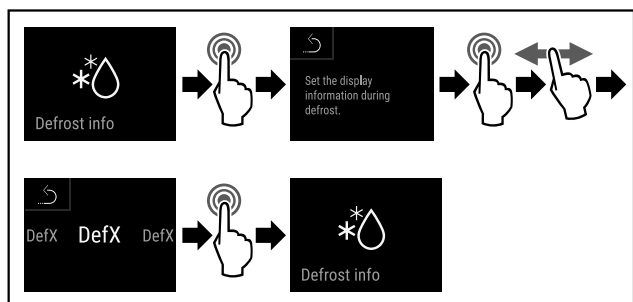 Defrost info
Set the display
information during
defrost.
DefX DefX DefX
Defrost info